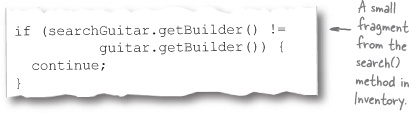 if (searchGuitar.getBuilder() !=
guitar.getBuilder()) {
continue;
}
A small
fragment
from the
search()
method in
Inventory.